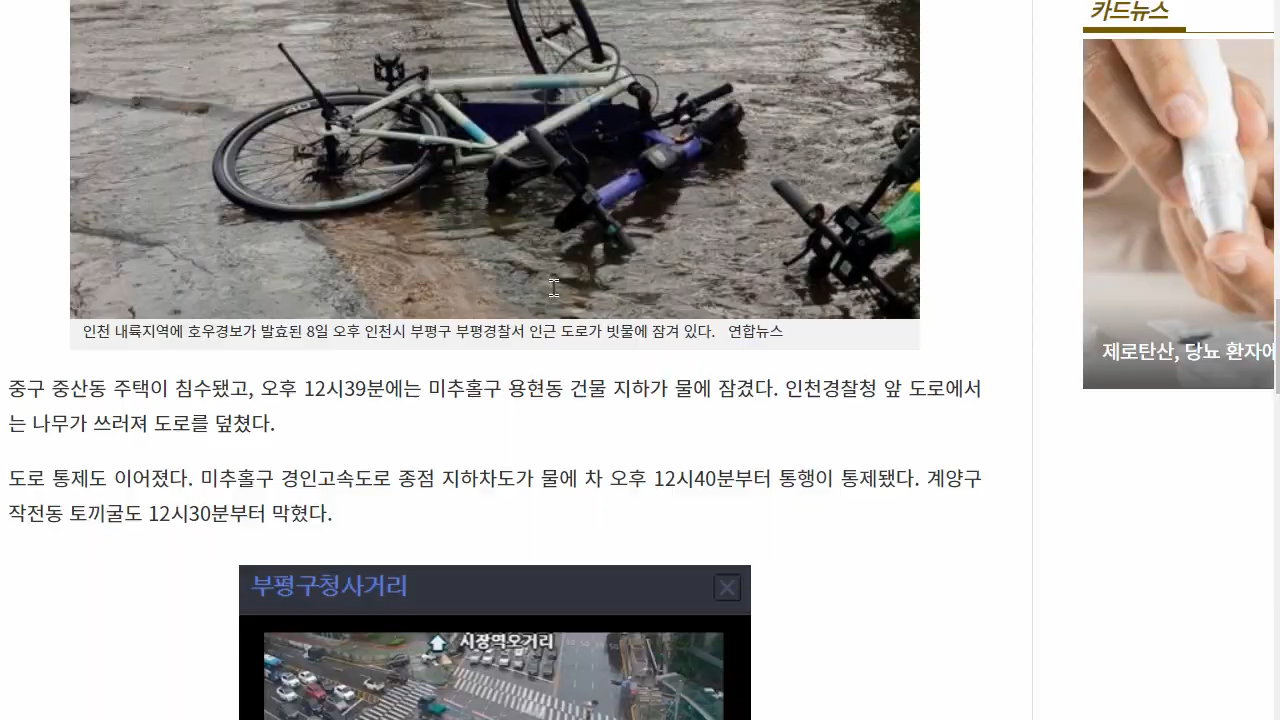 카드뉴스
제로탄산, 당뇨 환자에
인천 내륙지역에 호우경보가 발효된 8일 오후 인천시 부평구 부평경찰서 인근 도로가 빗물에 잠겨 있다. 연합뉴스
중구 중산동 주택이 침수됐고, 오후 12시39분에는 미추홀구 용현동 건물 지하가 물에 잠겼다. 인천경찰청 앞 도로에서
는 나무가 쓰러져 도로를 덮쳤다.
도로 통제도 이어졌다. 미추홀구 경인고속도로 종점 지하차도가 물에 차 오후 12시40분부터 통행이 통제됐다. 계양구
작전동 토끼굴도 12시30분부터 막혔다.
부평구청사거리
시장역오거리